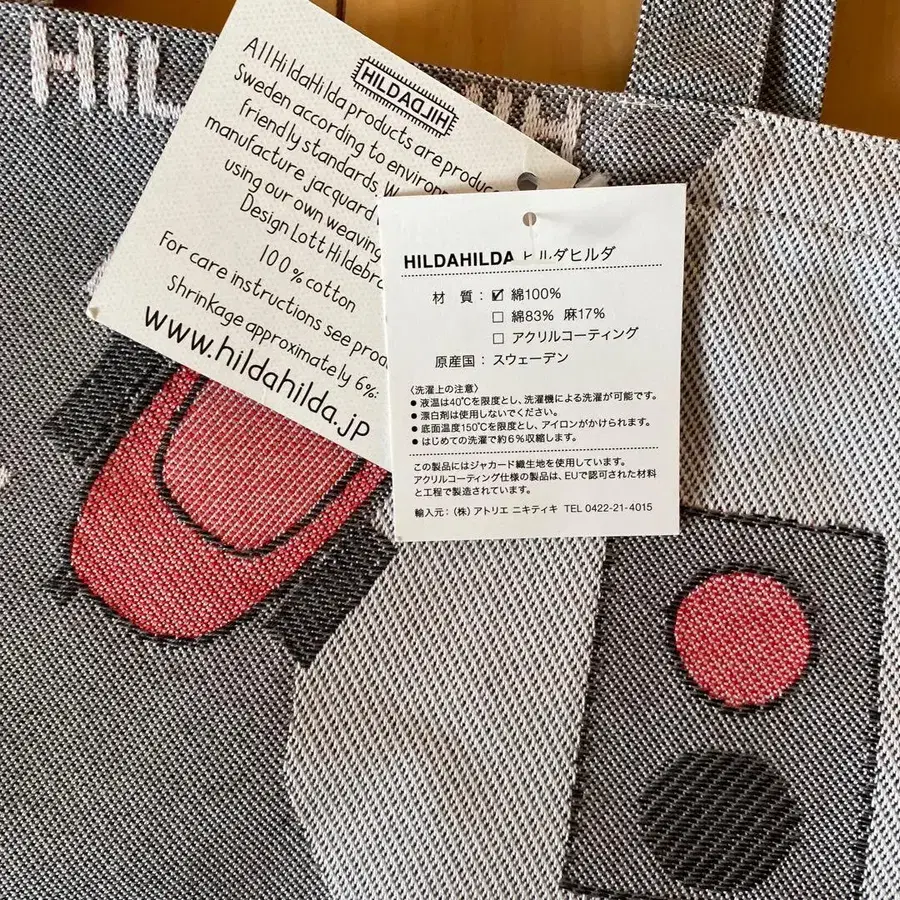 HIL
H
HILDAHILDA
All HildaHilda products are
Sweden according to
friendly standards.
manufacture jacquard
using our own weaving
Design Lott
100% cotton
For care instructions see
Shrinkage approximately 6%.
www.hildahilda.jp
HILDAHILDA ヒルダヒルダ
材 質：☑ 綿100%
□ 綿83% 麻17%
□ アクリルコーティング
原産国：スウェーデン
〈洗濯上の注意〉
● 液温は40℃を限度とし、洗濯機による洗濯が可能です。
● 漂白剤は使用しないでください。
● 底面温度150℃を限度とし、アイロンがかけられます。
● はじめての洗濯で約6%収縮します。
この製品にはジャカード織生地を使用しています。
アクリルコーティング仕様の製品は、EUで認可された材料
と工程で製造されています。
輸入元：(株) アトリエ ニキティキ TEL 0422-21-4015